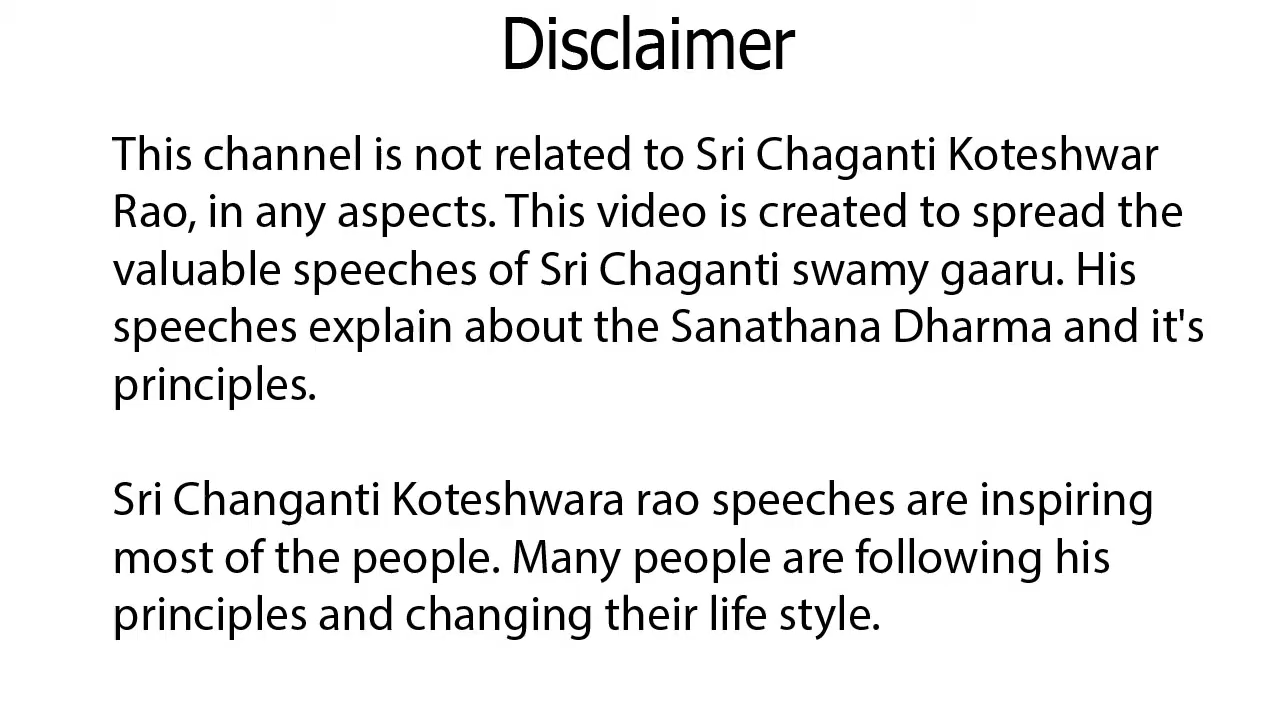 Disclaimer
This channel is not related to Sri Chaganti Koteshwar
Rao, in any aspects. This video is created to spread the
valuable speeches of Sri Chaganti swamy gaaru. His
speeches explain about the Sanathana Dharma and it's
principles.
Sri Changanti Koteshwara rao speeches are inspiring
most of the people. Many people are following his
principles and changing their life style.